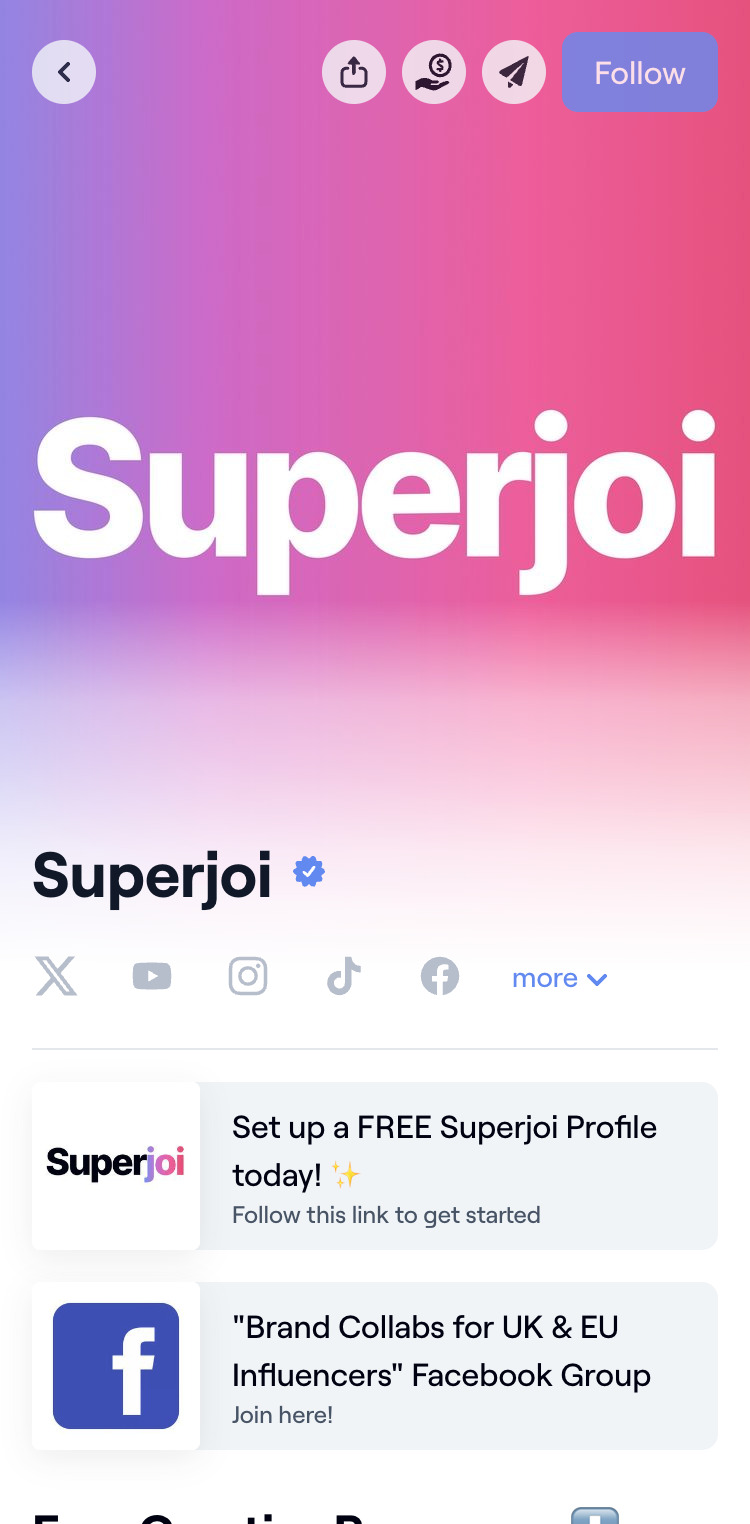 Follow
Superjoi
Superjoi
more
Superjoi
Set up a FREE Superjoi Profile
today! ✨
Follow this link to get started
"Brand Collabs for UK & EU
Influencers" Facebook Group
Join here!